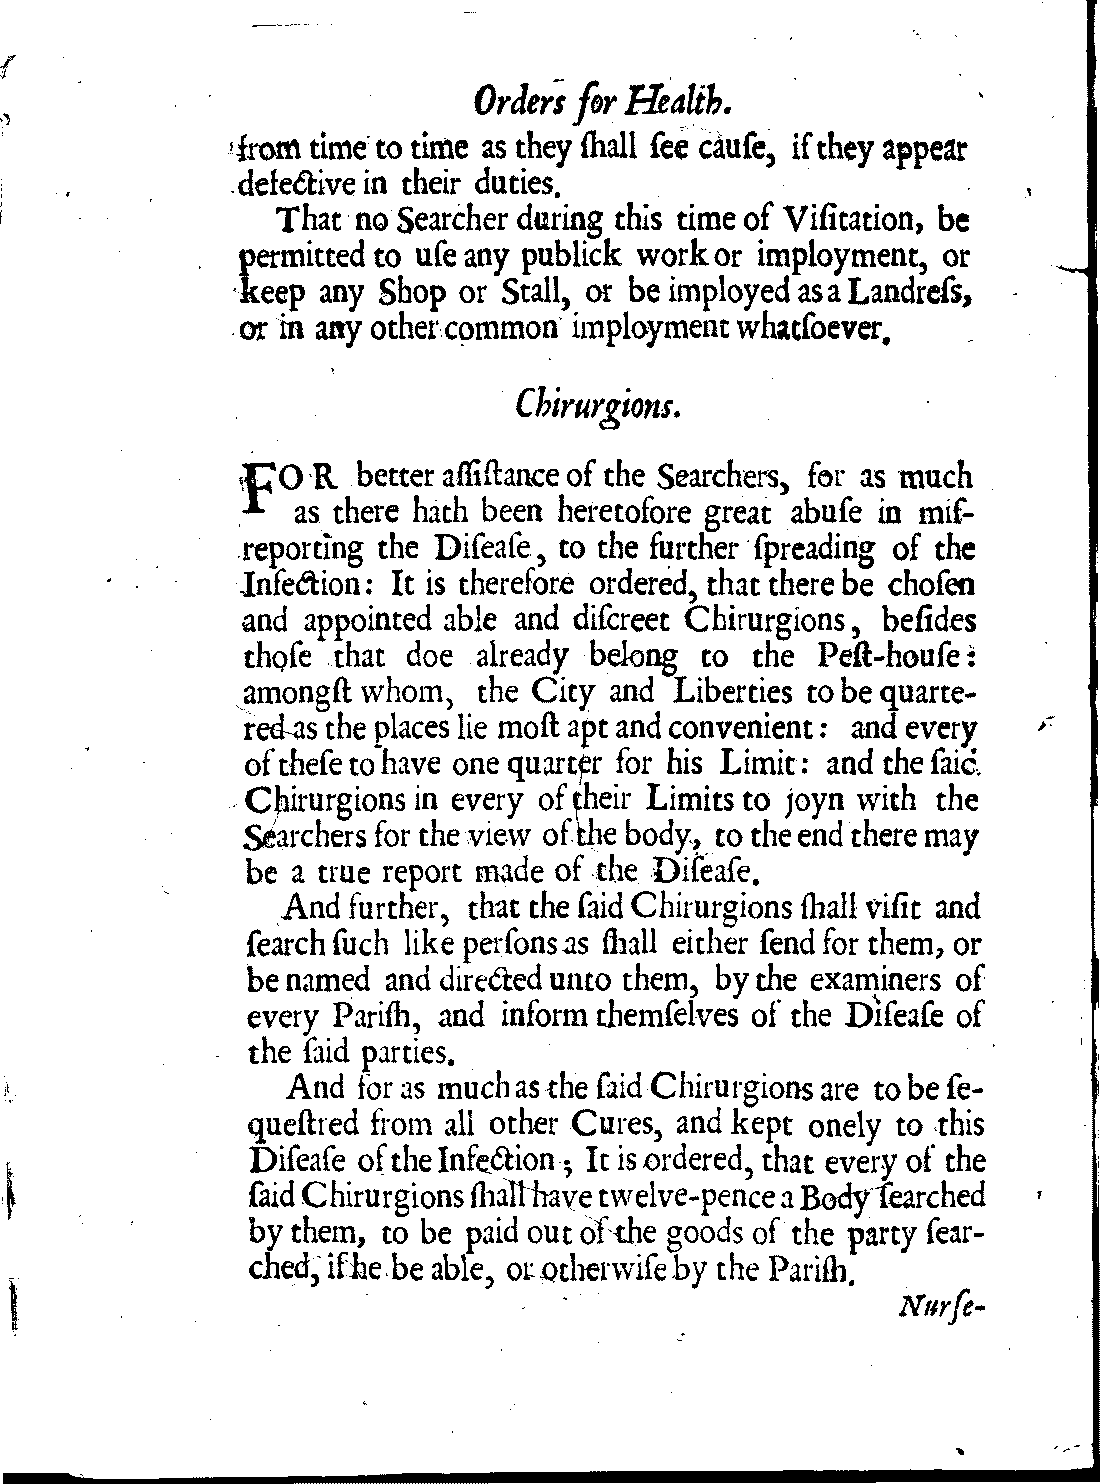 Orders for Health.
from time to time as they ſhall ſee cauſe, if they appear
defective in their duties.
That no Searcher during this time of Viſitation, be
permitted to uſe any publick work or imployment, or
keep any Shop or Stall, or be imployed as a Landreſs,
or in any other common imployment whatſoever.
Chirurgions.
FOR better aſſiſtance of the Searchers, for as much
as there hath been heretofore great abuſe in miſ-
reporting the Diſeaſe, to the further ſpreading of the
Infection: It is therefore ordered, that there be choſen
and appointed able and diſcreet Chirurgions, beſides
thoſe that doe already belong to the Peſt-houſe:
amongſt whom, the City and Liberties to be quarte-
red as the places lie moſt apt and convenient: and every
of theſe to have one quarter for his Limit: and the ſaid
Chirurgions in every of their Limits to joyn with the
Searchers for the view of the body, to the end there may
be a true report made of the Diſeaſe.
And further, that the ſaid Chirurgions ſhall viſit and
ſearch ſuch like perſons as ſhall either ſend for them, or
be named and directed unto them, by the examiners of
every Pariſh, and inform themſelves of the Diſeaſe of
the ſaid parties.
And for as much as the ſaid Chirurgions are to be ſe-
queſtred from all other Cures, and kept onely to this
Diſeaſe of the Infection; It is ordered, that every of the
ſaid Chirurgions ſhall have twelve-pence a Body ſearched
by them, to be paid out of the goods of the party ſear-
ched, if he be able, or otherwiſe by the Pariſh.
Nurſe-